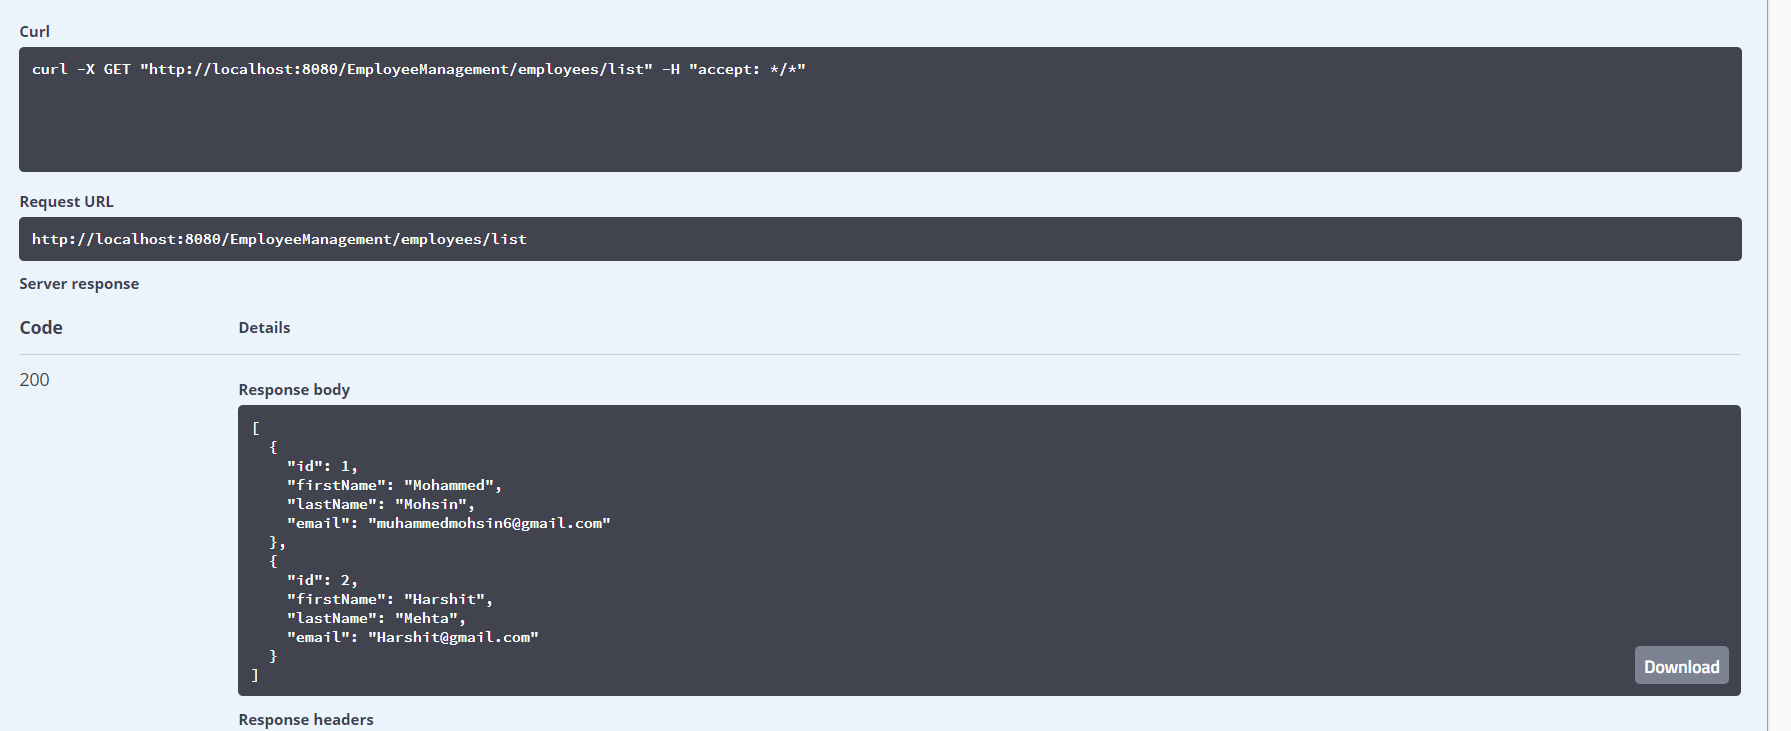 Curl
curl -X GET "http://localhost:8080/EmployeeManagement/employees/list" -H "accept: */*"
Request URL
http://localhost:8080/EmployeeManagement/employees/list
Server response
Code Details
200
Response body
[
  {
    "id": 1,
    "firstName": "Mohammed",
    "lastName": "Mohsin",
    "email": "muhammedmohsin6@gmail.com"
  },
  {
    "id": 2,
    "firstName": "Harshit",
    "lastName": "Mehta",
    "email": "Harshit@gmail.com"
  }
]
Download
Response headers